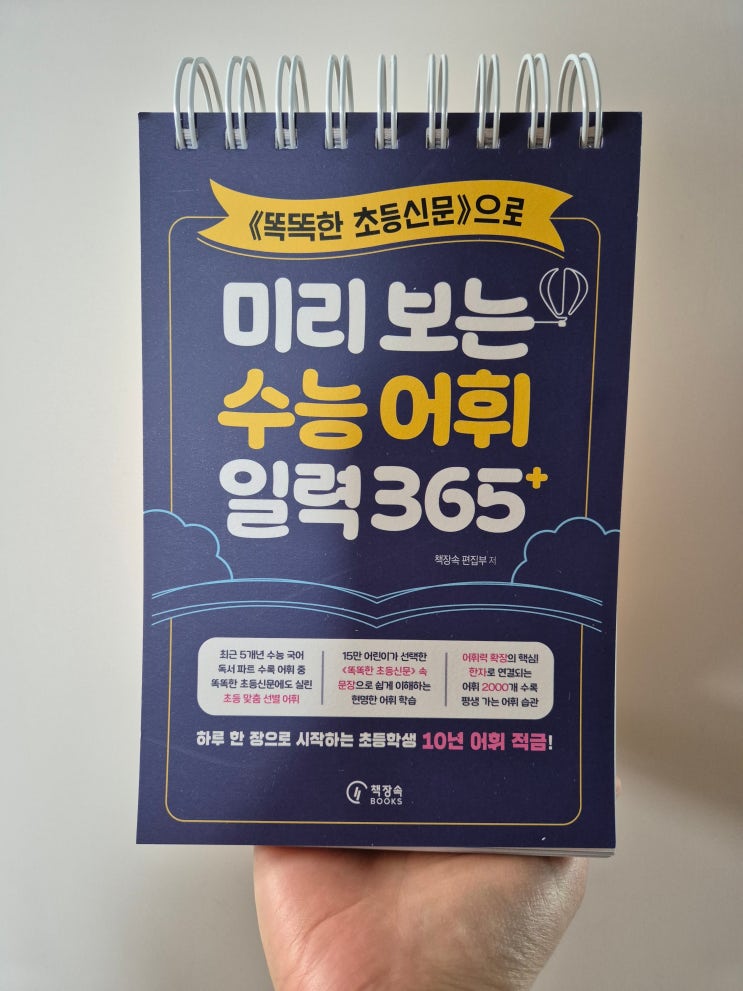 《똑똑한 초등신문》으로
미리 보는
수능 어휘
일력 365+
책장속 편집부 저
최근 5개년 수능 국어
독서 파트 수록 어휘 중
똑똑한 초등신문에도 실린
초등 맞춤 선별 어휘
15만 어린이가 선택한
<똑똑한 초등신문> 속
문장으로 쉽게 이해하는
현명한 어휘 학습
어휘력 확장의 핵심!
한자로 연결되는
어휘 2000개 수록
평생 가는 어휘 습관
하루 한 장으로 시작하는 초등학생 10년 어휘 적금!
책장속
BOOKS